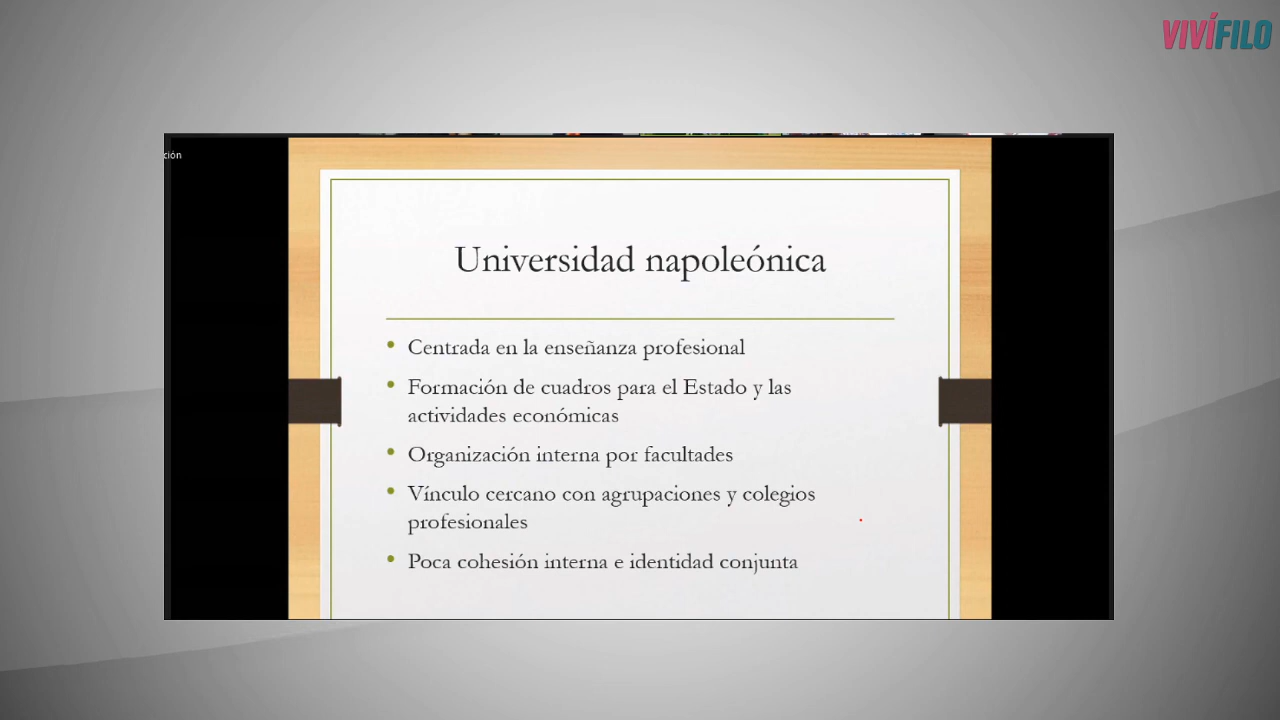 VIVÍFILO
ción
Universidad napoleónica
• Centrada en la enseñanza profesional
• Formación de cuadros para el Estado y las
actividades económicas
• Organización interna por facultades
• Vínculo cercano con agrupaciones y colegios
profesionales
• Poca cohesión interna e identidad conjunta